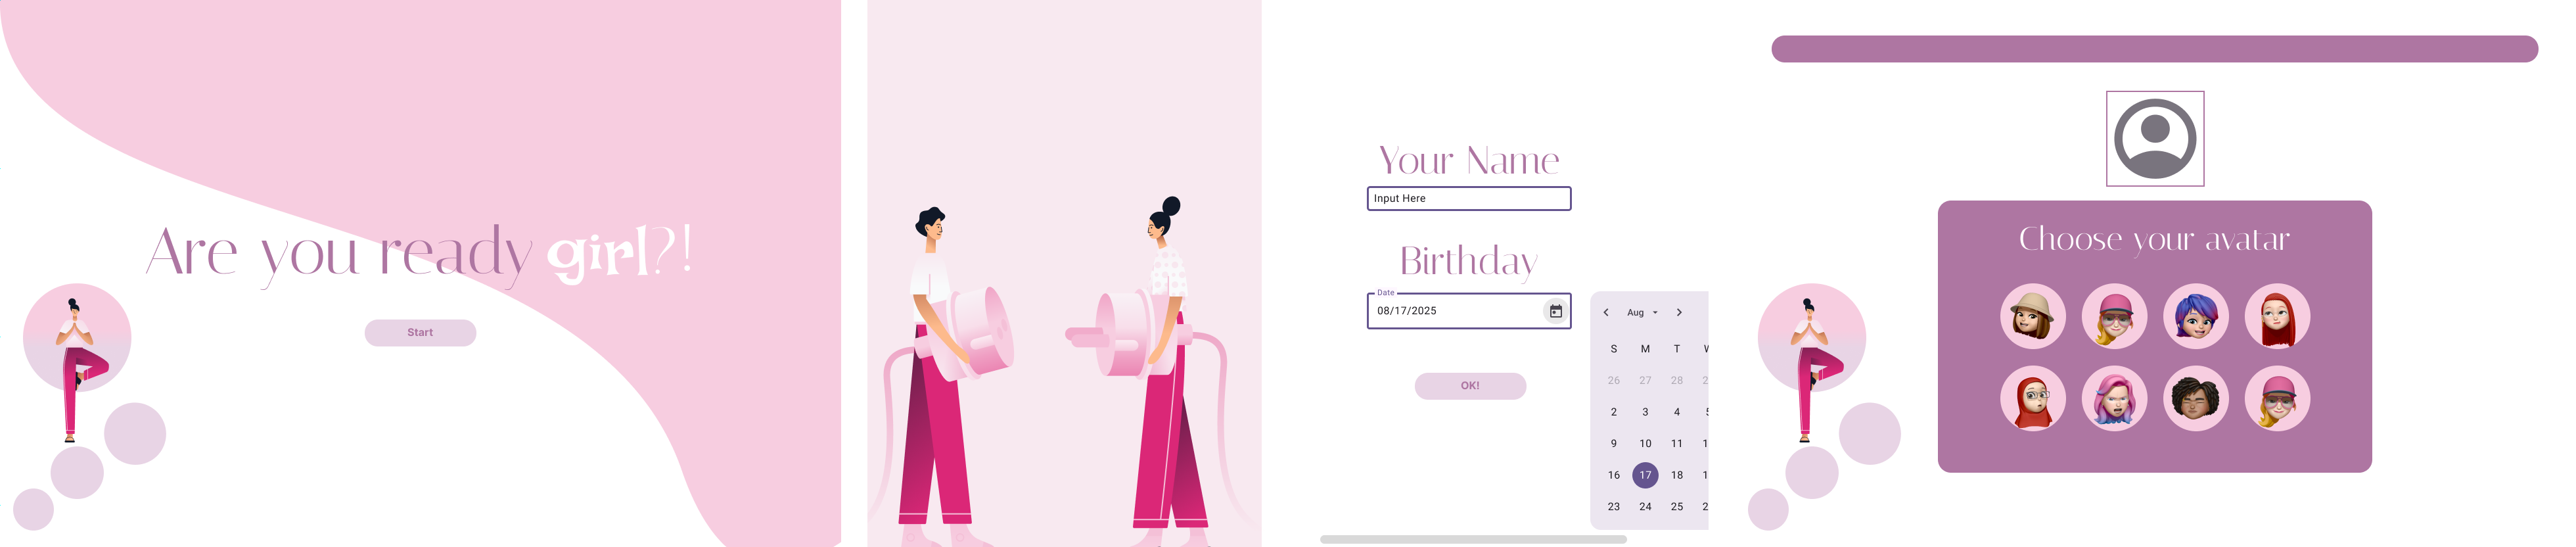 Are you ready girl?!
Start
Your Name
Input Here
Birthday
Date
08/17/2025
OK!
Aug
S M T
26 27 28 2
2 3 4
9 10 11 1
16 17 18 1
23 24 25 2
Choose your avatar